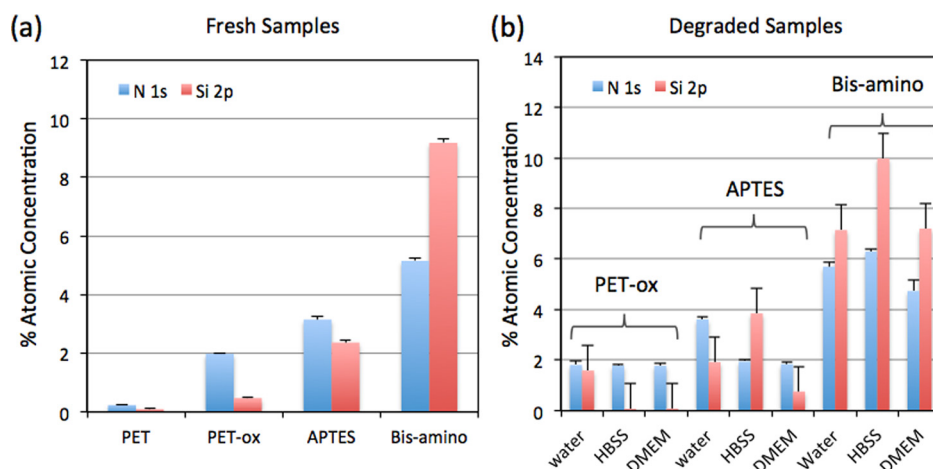 (a)
Fresh Samples
% Atomic Concentration
12
10
8
6
4
2
0
N 1s Si 2p
PET PET-ox APTES Bis-amino
(b)
Degraded Samples
% Atomic Concentration
14
12
10
8
6
4
2
0
N 1s Si 2p
Bis-amino
APTES
PET-ox
water HBSS DMEM water HBSS DMEM Water HBSS DMEM